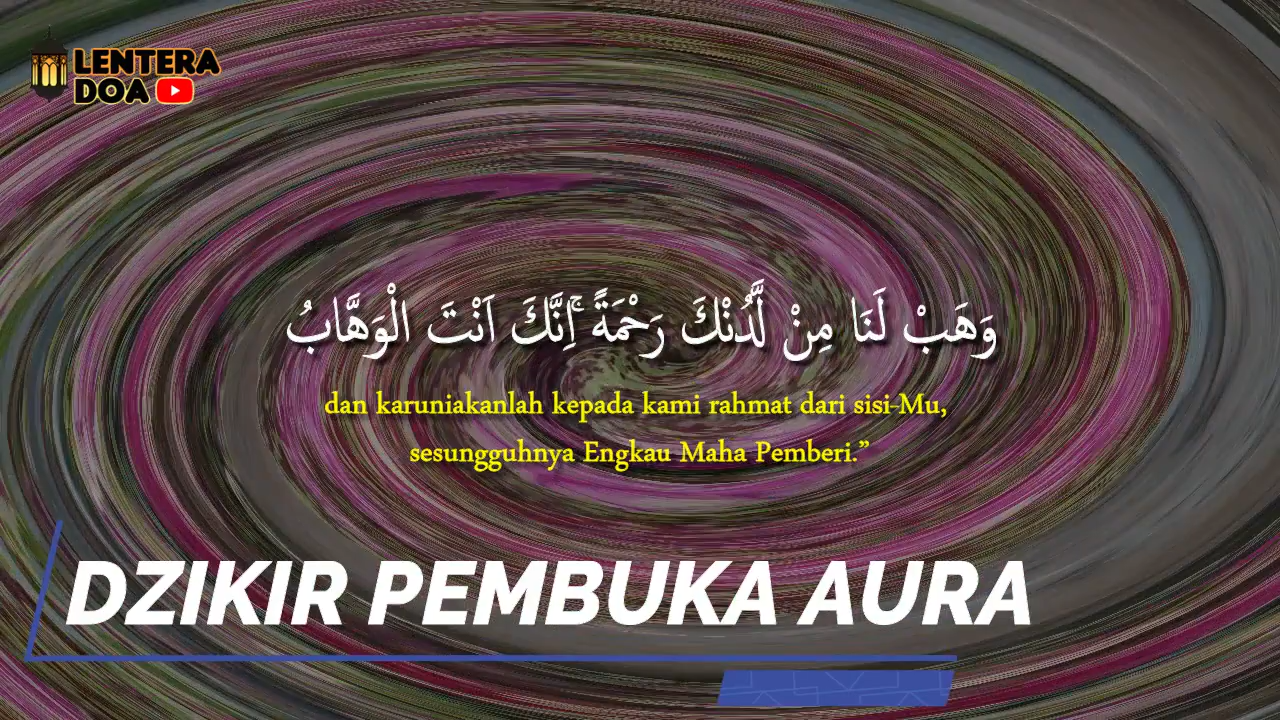 LENTERA
DOA
وَهَبْ لَنَا مِنْ لَّدُنْكَ رَحْمَةً ۚاِنَّكَ اَنْتَ الْوَهَّابُ
dan karuniakanlah kepada kami rahmat dari sisi-Mu,
sesungguhnya Engkau Maha Pemberi.”
DZIKIR PEMBUKA AURA